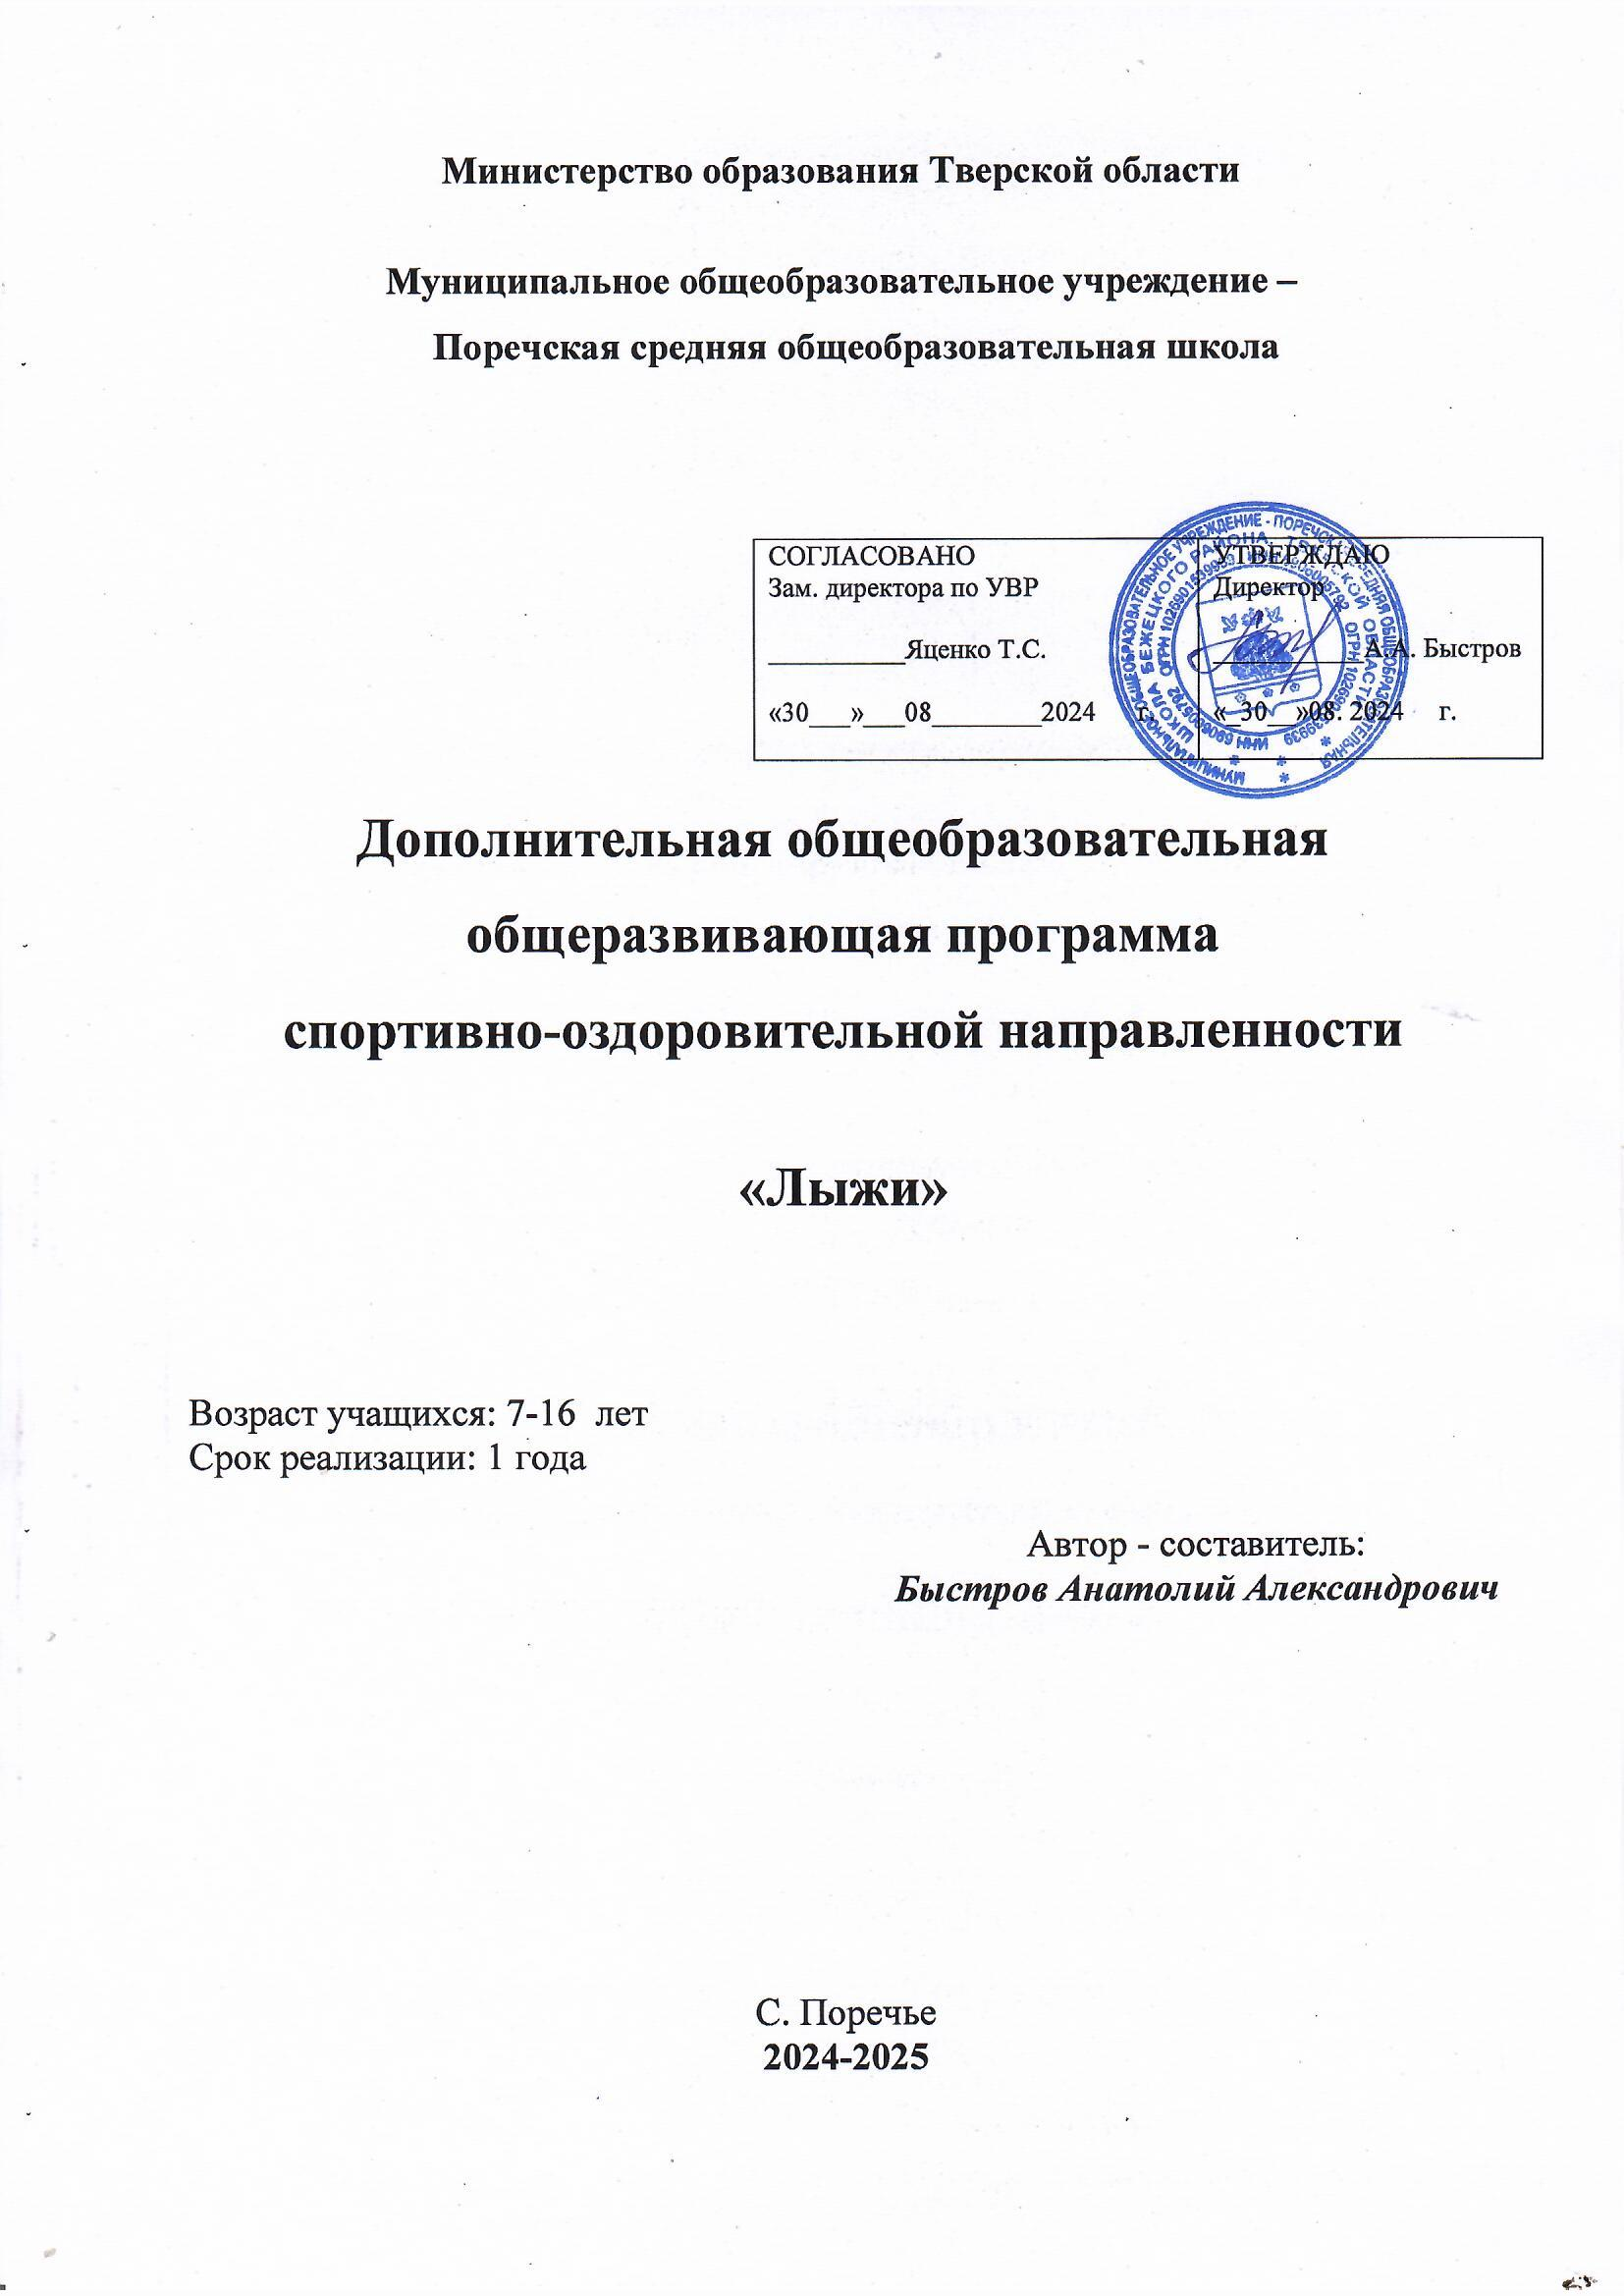 Министерство образования Тверской области
Муниципальное общеобразовательное учреждение –
Поречская средняя общеобразовательная школа
СОГЛАСОВАНО
Зам. директора по УВР
__________Яценко Т.С.
«30___»___08________2024 г.
УТВЕРЖДАЮ
Директор
___________А.А. Быстров
«_30__»08. 2024 г.
Дополнительная общеобразовательная
общеразвивающая программа
спортивно-оздоровительной направленности
«Лыжи»
Возраст учащихся: 7-16 лет
Срок реализации: 1 года
Автор - составитель:
Быстров Анатолий Александрович
С. Поречье
2024-2025